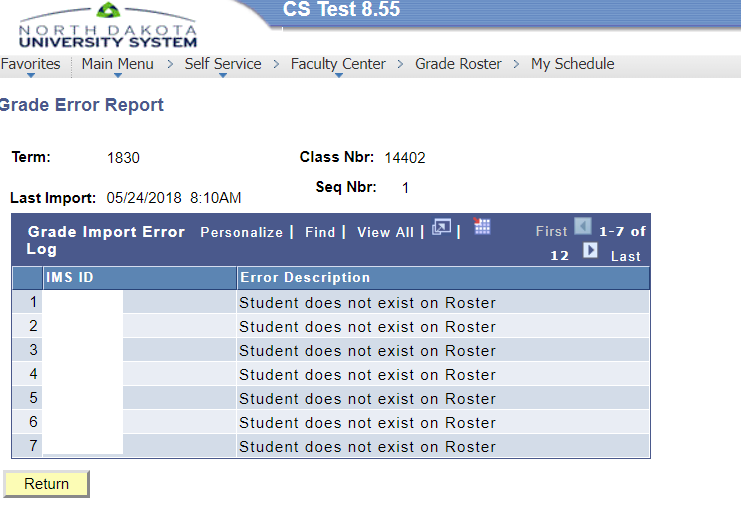 CS Test 8.55
NORTH DAKOTA
UNIVERSITY SYSTEM
Favorites Main Menu > Self Service > Faculty Center > Grade Roster > My Schedule
Grade Error Report
Term: 1830 Class Nbr: 14402
Seq Nbr: 1
Last Import: 05/24/2018 8:10AM
Grade Import Error Log Personalize | Find | View All | | First 1-7 of 12 Last
IMS ID Error Description
1 Student does not exist on Roster
2 Student does not exist on Roster
3 Student does not exist on Roster
4 Student does not exist on Roster
5 Student does not exist on Roster
6 Student does not exist on Roster
7 Student does not exist on Roster
Return